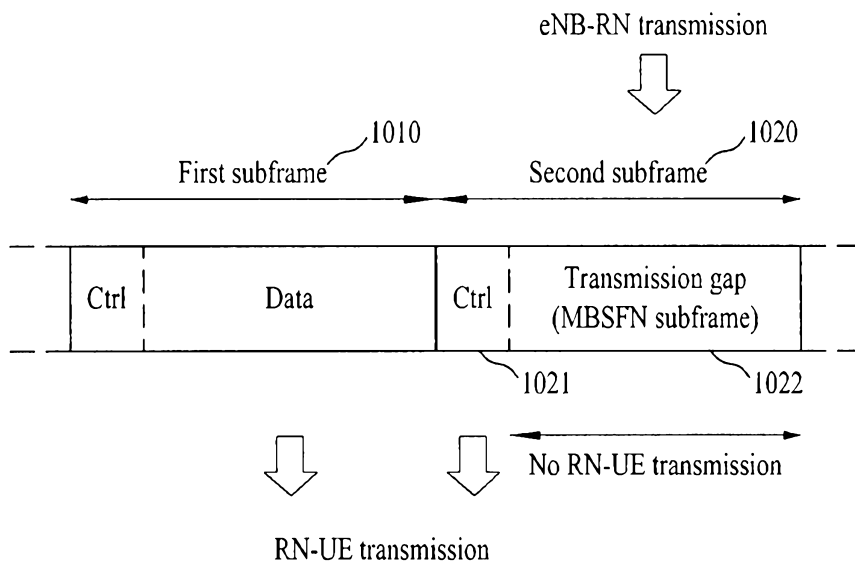 eNB-RN transmission
1010
1020
First subframe
Second subframe
Ctrl
Data
Ctrl
Transmission gap
(MBSFN subframe)
1021
1022
No RN-UE transmission
RN-UE transmission